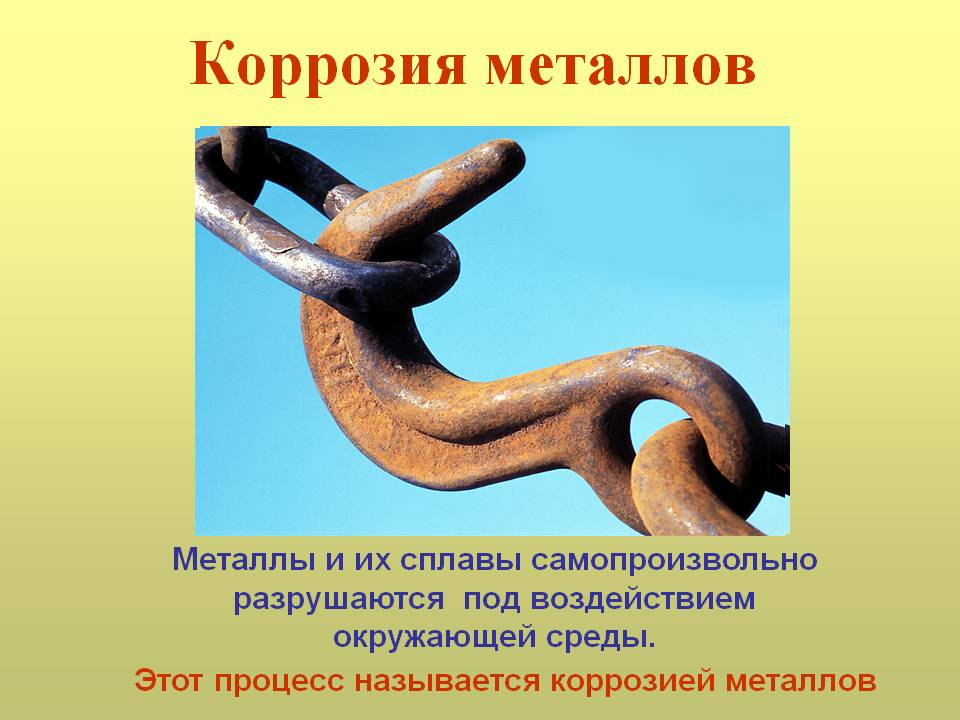 Коррозия металлов
Металлы и их сплавы самопроизвольно
разрушаются под воздействием
окружающей среды.
Этот процесс называется коррозией металлов